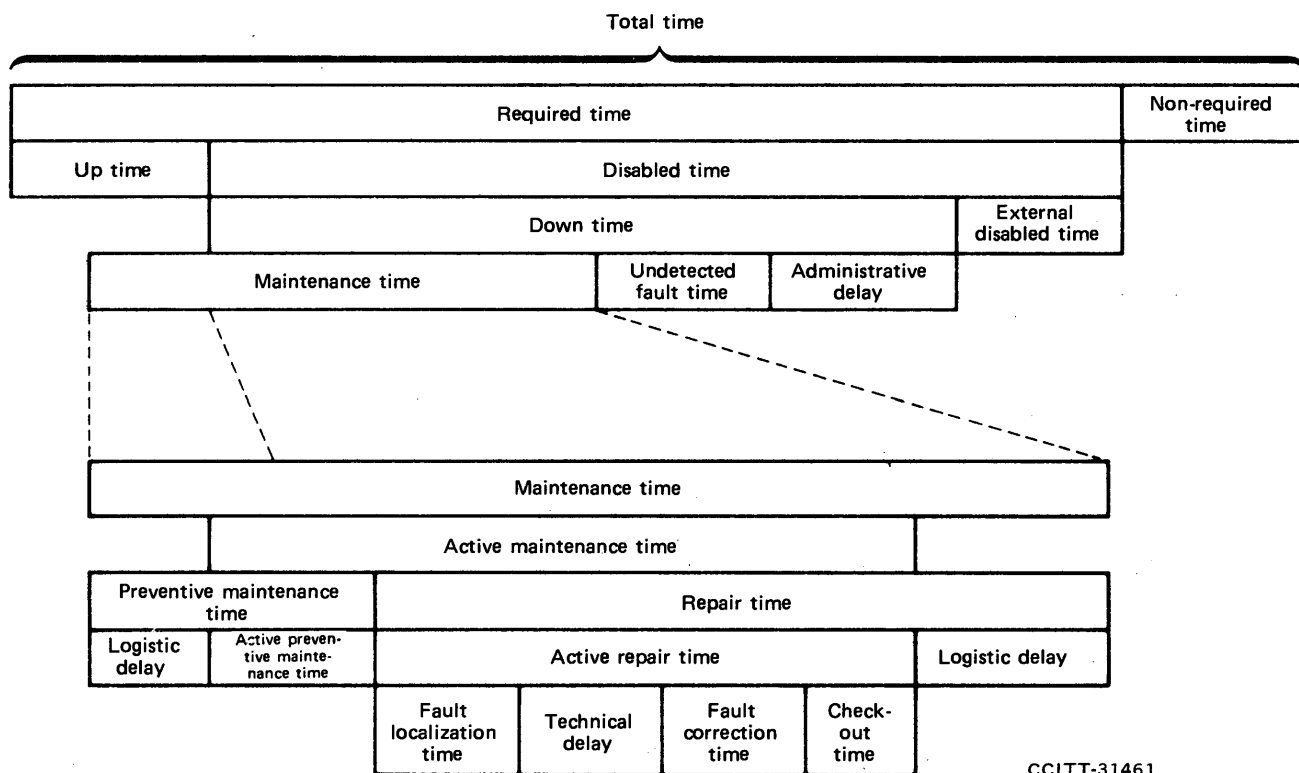 Total time
Required time
Non-required
time
Up time
Disabled time
Down time
External
disabled time
Maintenance time
Undetected
fault time
Administrative
delay
Maintenance time
Active maintenance time
Preventive maintenance
time
Repair time
Logistic
delay
Active preven-
tive mainte-
nance time
Active repair time
Logistic delay
Fault
localization
time
Technical
delay
Fault
correction
time
Check-
out
time
CCITT-31461